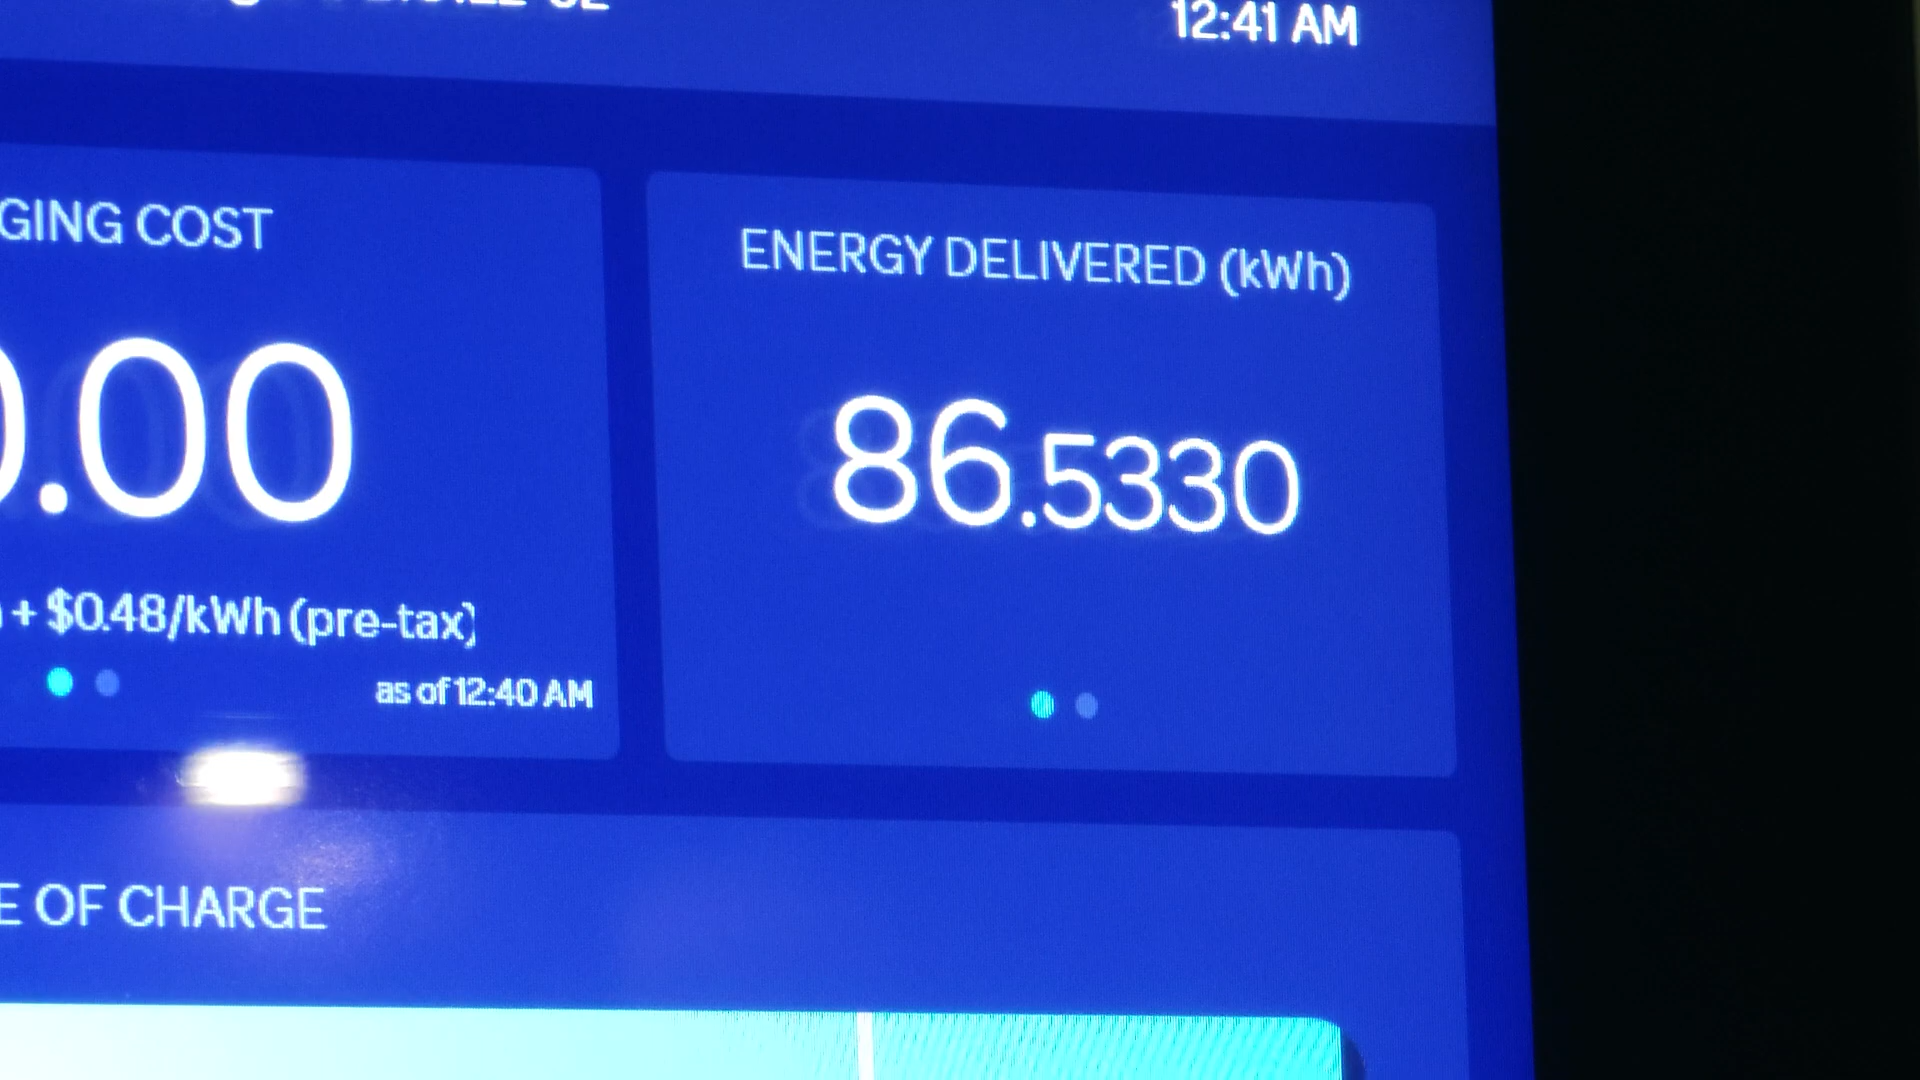 12:41 AM
GING COST
ENERGY DELIVERED (kWh)
0.00
86.5330
+ $0.48/kWh (pre-tax)
as of 12:40 AM
E OF CHARGE